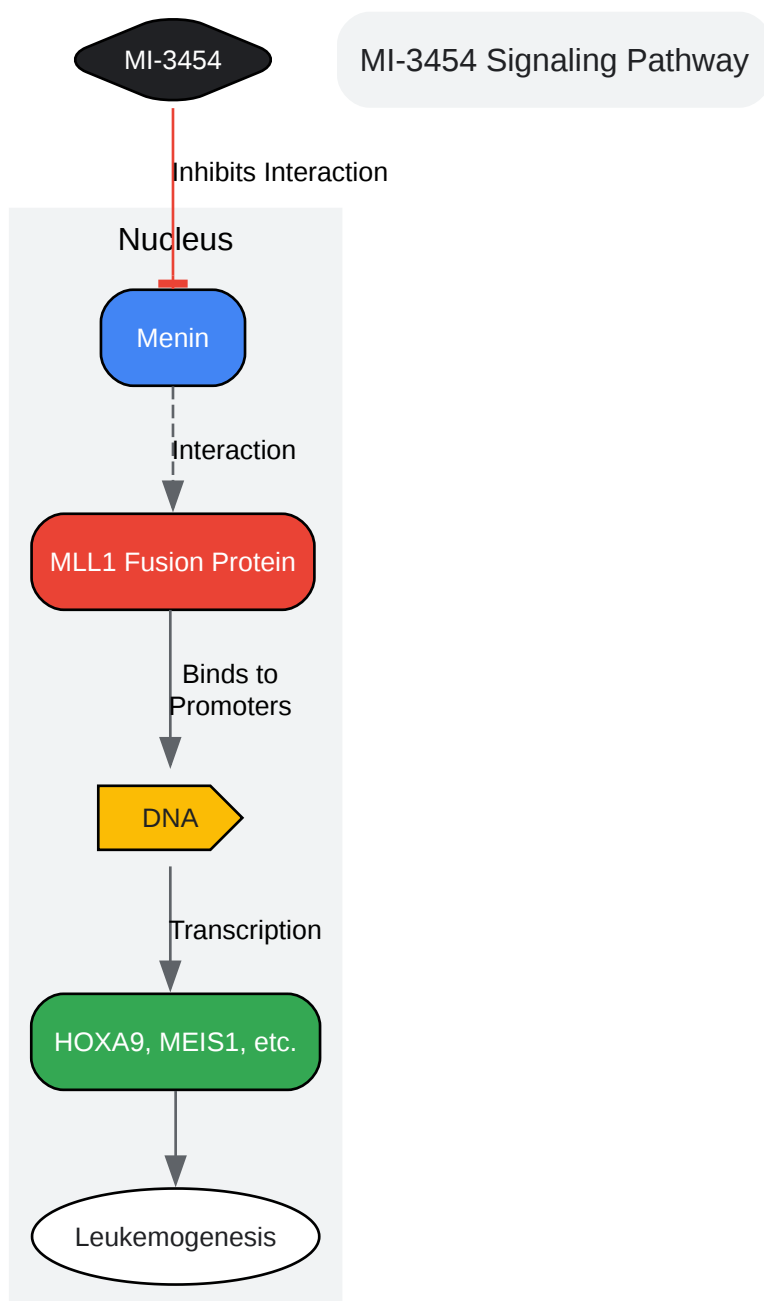 MI-3454
MI-3454 Signaling Pathway
Inhibits Interaction
Nucleus
Menin
Interaction
MLL1 Fusion Protein
Binds to
Promoters
DNA
Transcription
HOXA9, MEIS1, etc.
Leukemogenesis